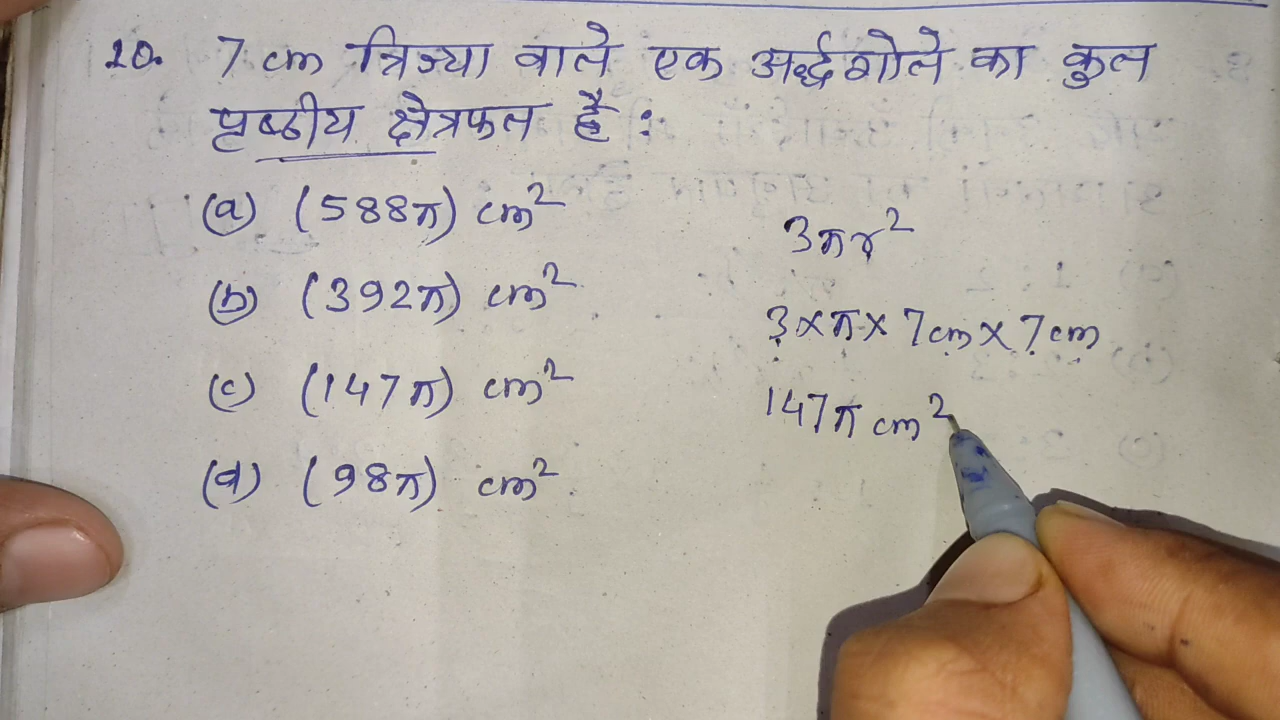 20. 7 cm त्रिज्या वाले एक अर्द्धगोले का कुल
पृष्ठीय क्षेत्रफल है :
(a) (588π) cm²
(b) (392π) cm²
(c) (147π) cm²
(d) (98π) cm²
3πr²
3×π×7cm×7cm
147π cm²